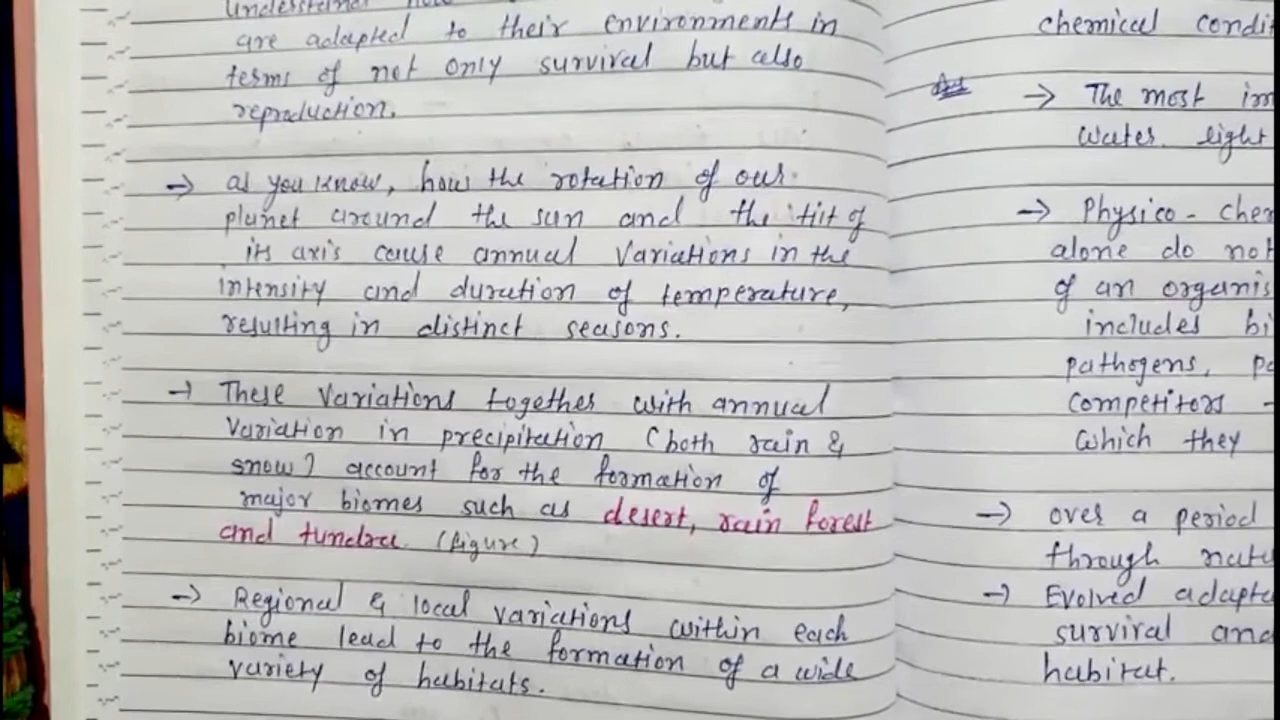 are adapted to their environments in
terms of not only survival but also
reproduction.
→ as you know, how the rotation of our
planet around the sun and the tilt of
its axis cause annual variations in the
intensity and duration of temperature,
resulting in distinct seasons.
→ These variations together with annual
variation in precipitation (both rain &
snow) account for the formation of
major biomes such as desert, rain forest
and tundra (figure)
→ Regional & local variations within each
biome lead to the formation of a wide
variety of habitats.
chemical
→ The most
water light
→ Physico-
alone do not
of an
includes
pathogens,
competitors
which they
→ over a period
through
→ Evolved
survival
habitat.